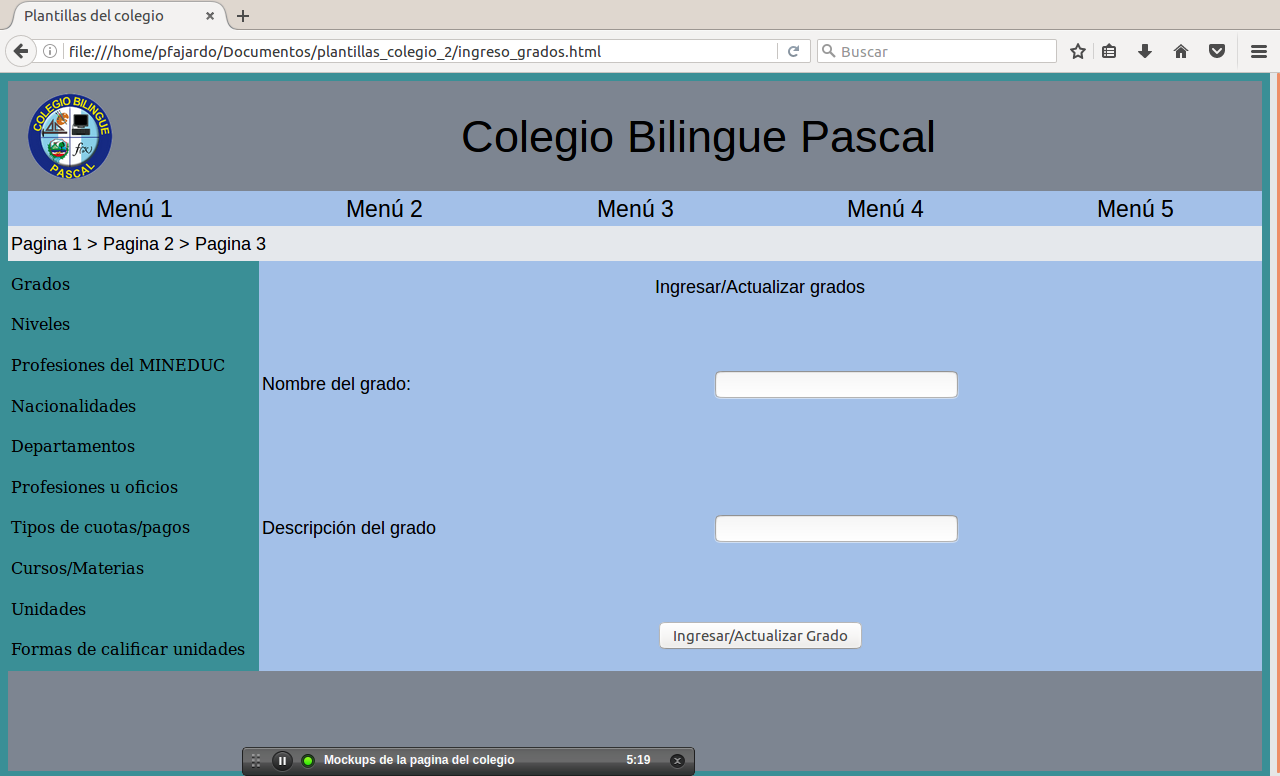 Plantillas del colegio
file:///home/pfajardo/Documentos/plantillas_colegio_2/ingreso_grados.html
Buscar
COLEGIO BILINGUE
f(x)
PASCAL
Colegio Bilingue Pascal
Menú 1 Menú 2 Menú 3 Menú 4 Menú 5
Pagina 1 > Pagina 2 > Pagina 3
Grados
Niveles
Profesiones del MINEDUC
Nacionalidades
Departamentos
Profesiones u oficios
Tipos de cuotas/pagos
Cursos/Materias
Unidades
Formas de calificar unidades
Ingresar/Actualizar grados
Nombre del grado:
Descripción del grado
Ingresar/Actualizar Grado
Mockups de la pagina del colegio 5:19